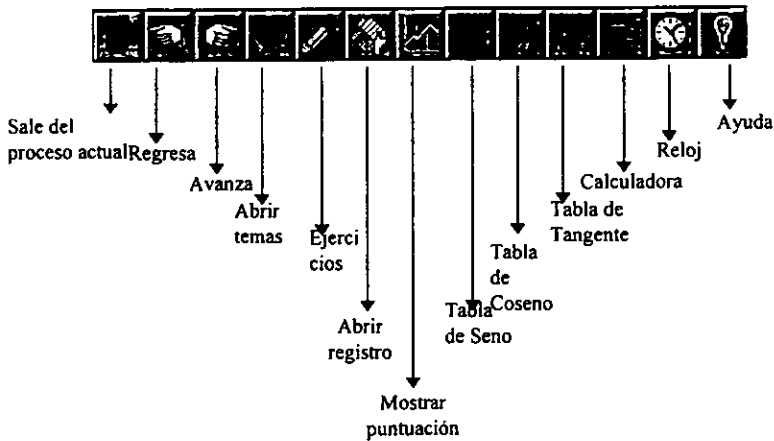 Sale del
proceso actual
Regresa
Avanza
Abrir
temas
Ejerci
cios
Abrir
registro
Mostrar
puntuación
Tabla
de Seno
Tabla
de
Coseno
Tabla de
Tangente
Calculadora
Reloj
Ayuda